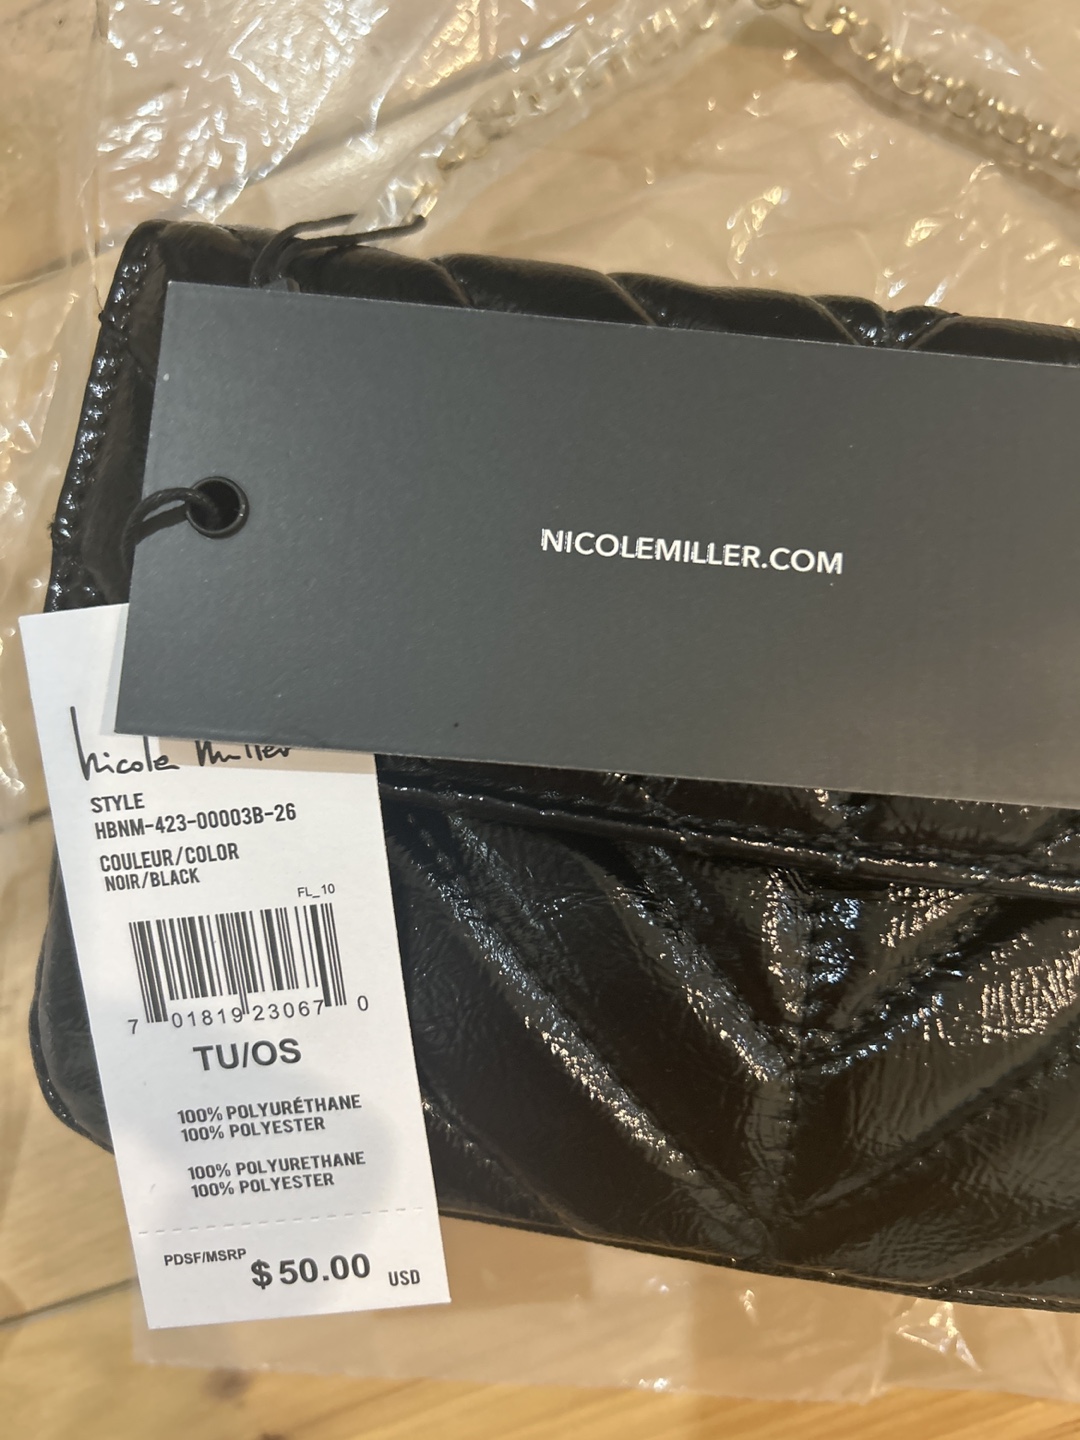 NICOLEMILLER.COM
Nicole Miller
STYLE
HBNM-423-00003B-26
COULEUR/COLOR
NOIR/BLACK
FL_10
7 01819 23067 0
TU/OS
100% POLYURÉTHANE
100% POLYESTER
100% POLYURETHANE
100% POLYESTER
PDSF/MSRP $50.00 USD